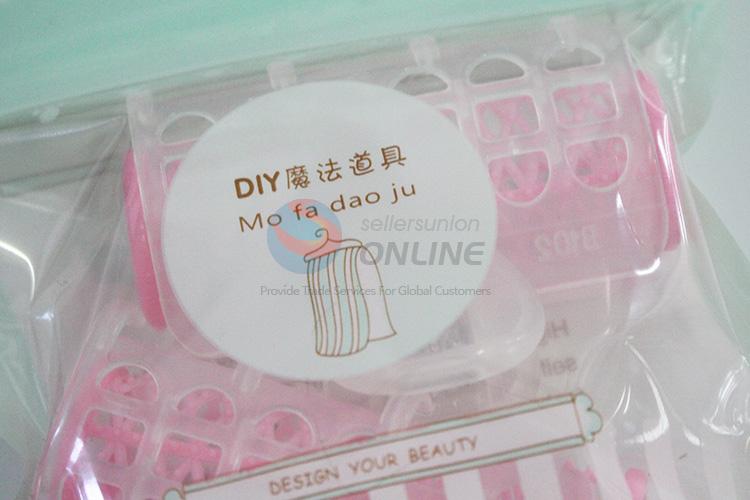 DIY魔法道具
Mo fa dao ju
sellersunion
ONLINE
Provide Trade Services For Global Customers
B102
DESIGN YOUR BEAUTY